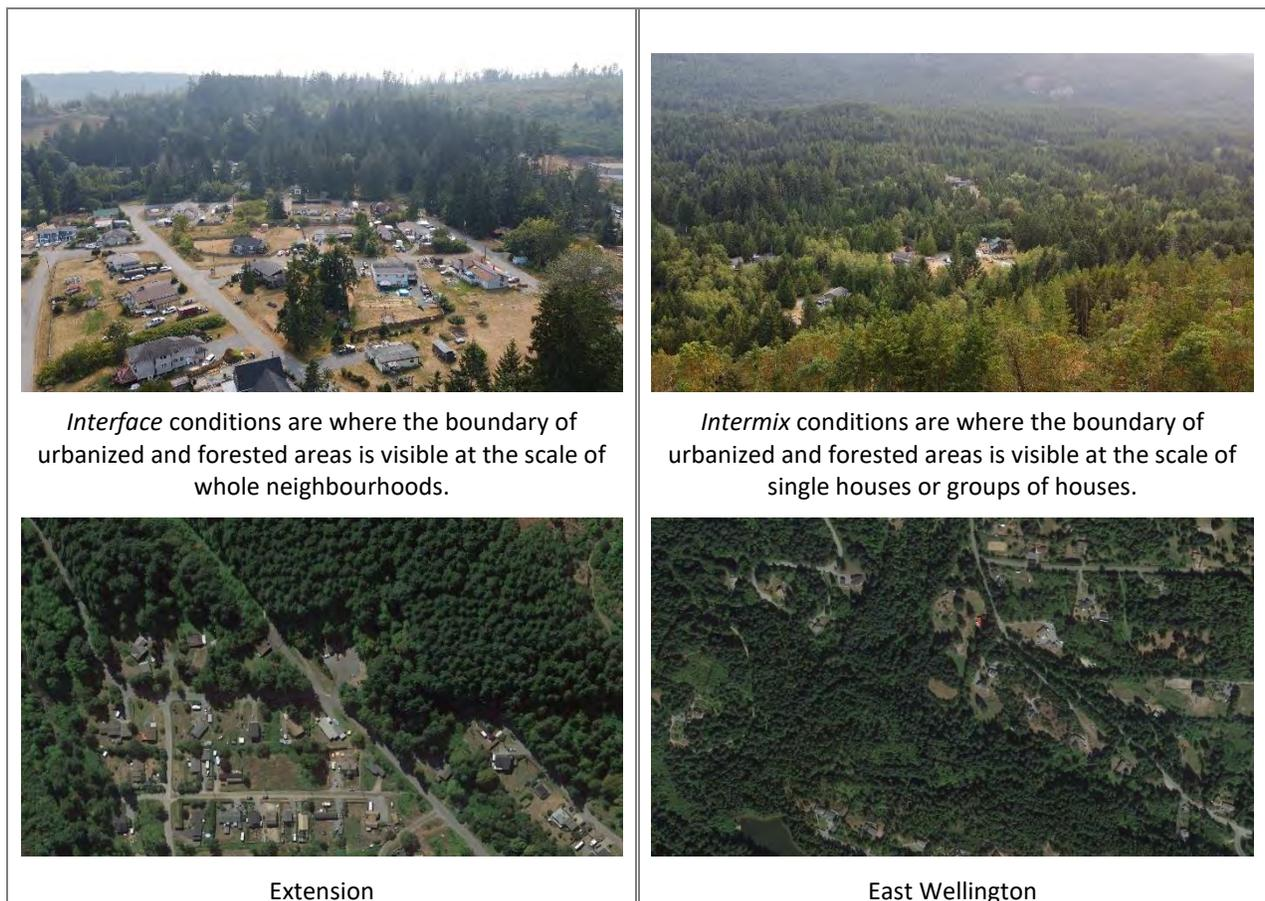 Interface conditions are where the boundary of
urbanized and forested areas is visible at the scale of
whole neighbourhoods.
Intermix conditions are where the boundary of
urbanized and forested areas is visible at the scale of
single houses or groups of houses.
Extension
East Wellington